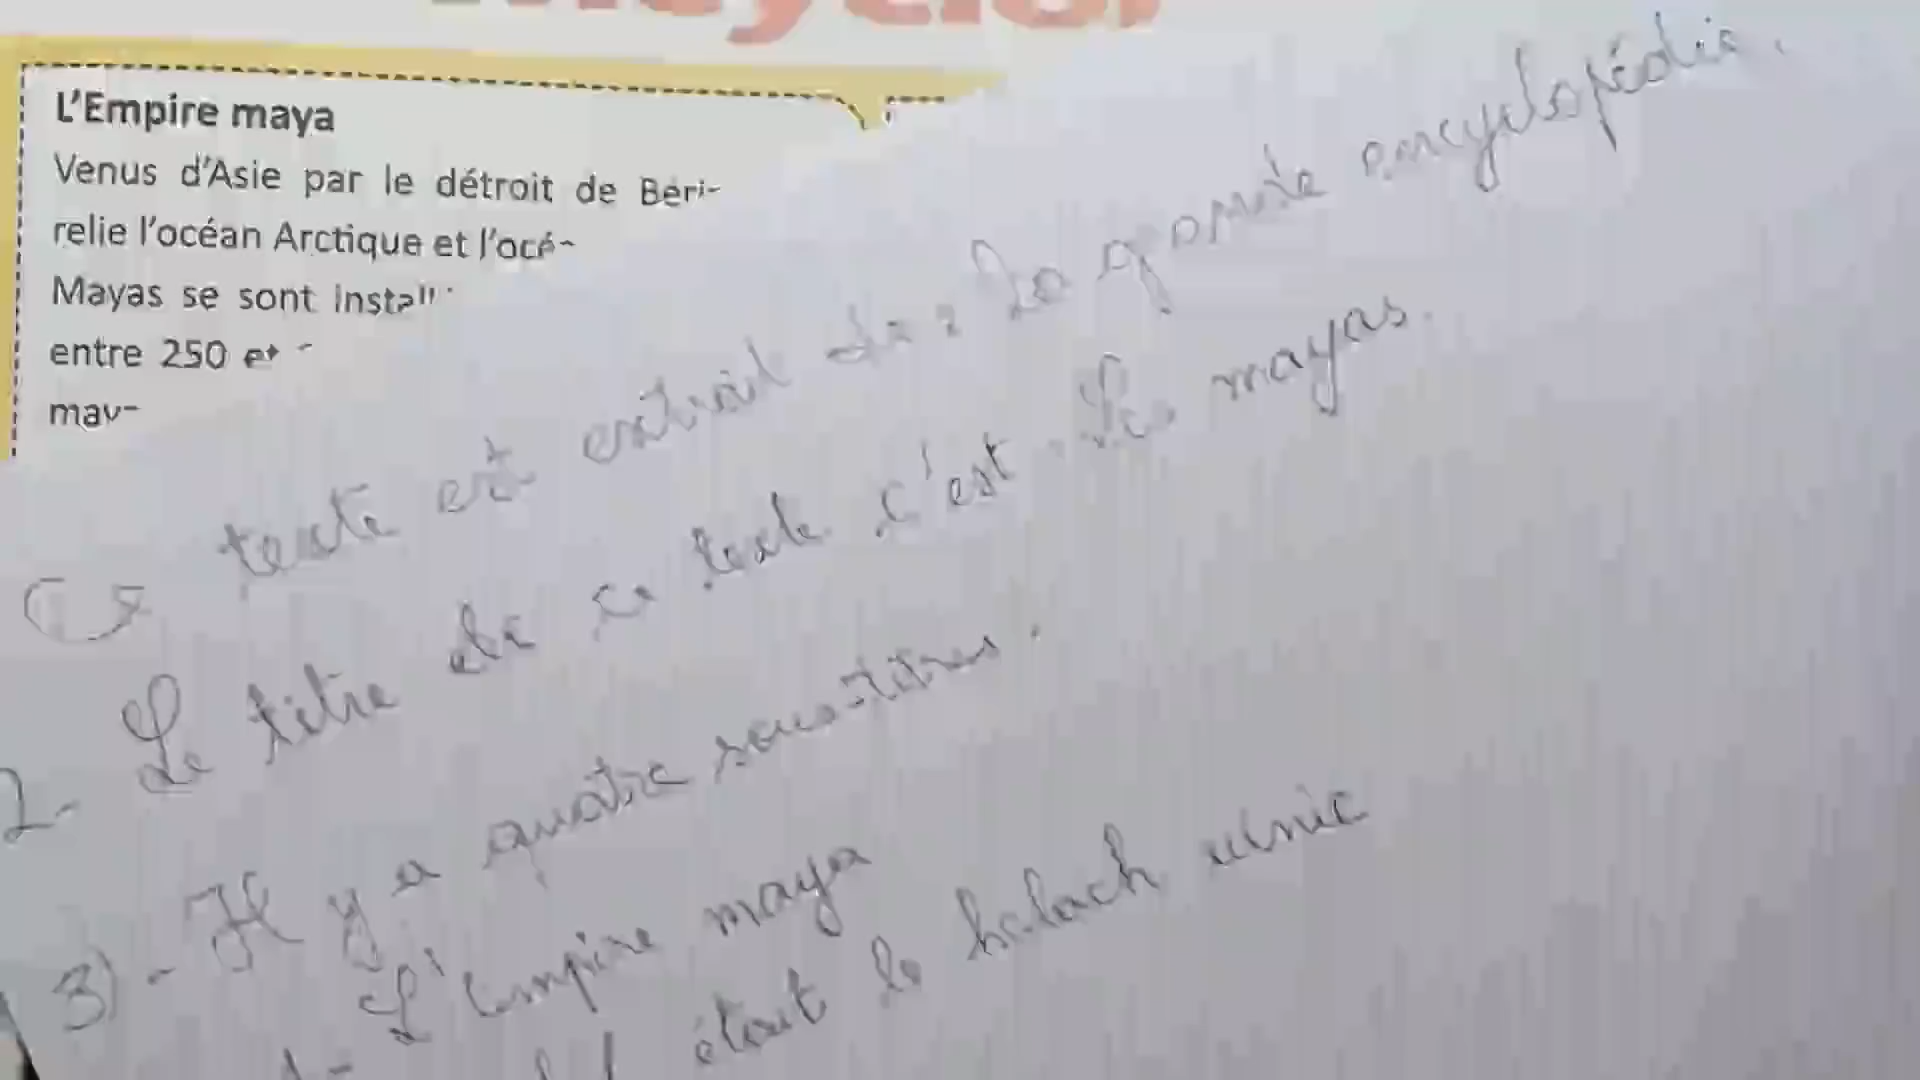 L'Empire maya
Venus d'Asie par le détroit de Béri-
relie l'océan Arctique et l'océ
Mayas se sont install
entre 250 et
may
Ce texte est extrait de : La grande encyclopédie.
2- Le titre de ce texte c'est Les mayas.
3)- Il y a quatre sous-titres.
1- L'Empire maya
était le halach uinic